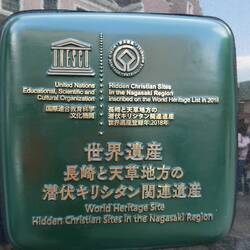 United Nations
Educational, Scientific and
Cultural Organization
国際連合教育科学
文化機関
Hidden Christian Sites
in the Nagasaki Region
inscribed on the World Heritage List in 2018
長崎と天草地方の
潜伏キリシタン関連遺産
世界遺産登録年:2018年
世界遺産
長崎と天草地方の
潜伏キリシタン関連遺産
World Heritage Site
Hidden Christian Sites in the Nagasaki Region